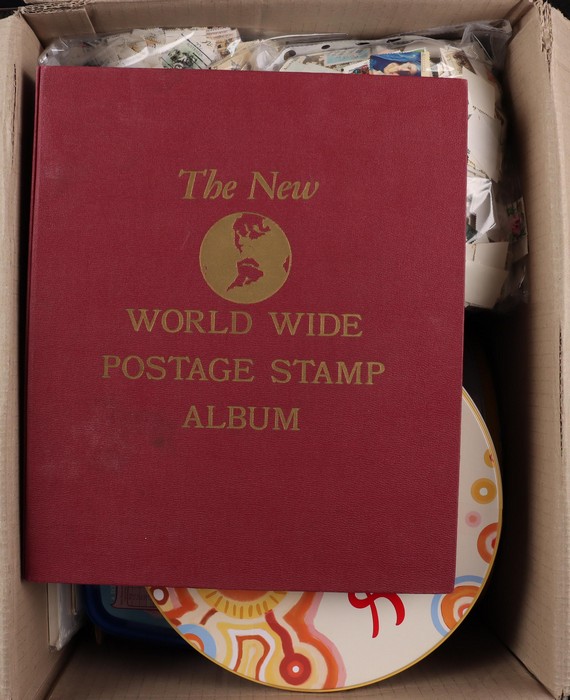 The New
WORLD WIDE
POSTAGE STAMP
ALBUM